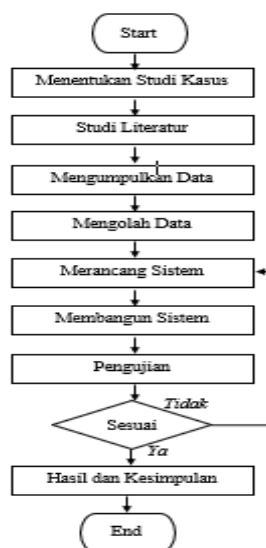 Start
Menentukan Studi Kasus
Studi Literatur
Mengumpulkan Data
Mengolah Data
Merancang Sistem
Membangun Sistem
Pengujian
Tidak
Sesuai
Ya
Hasil dan Kesimpulan
End